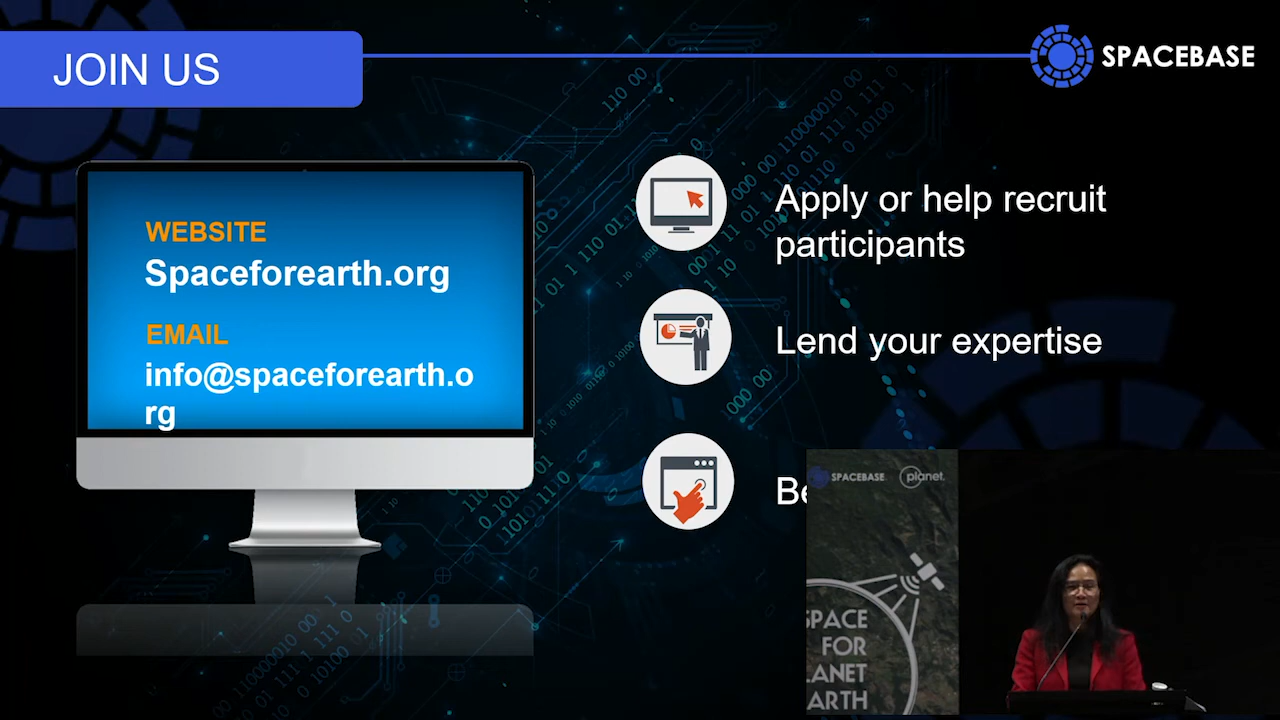 JOIN US
SPACEBASE
WEBSITE
Spaceforearth.org
EMAIL
info@spaceforearth.o
rg
Apply or help recruit
participants
Lend your expertise
Be
SPACEBASE planet.
SPACE
FOR
LANET
ARTH